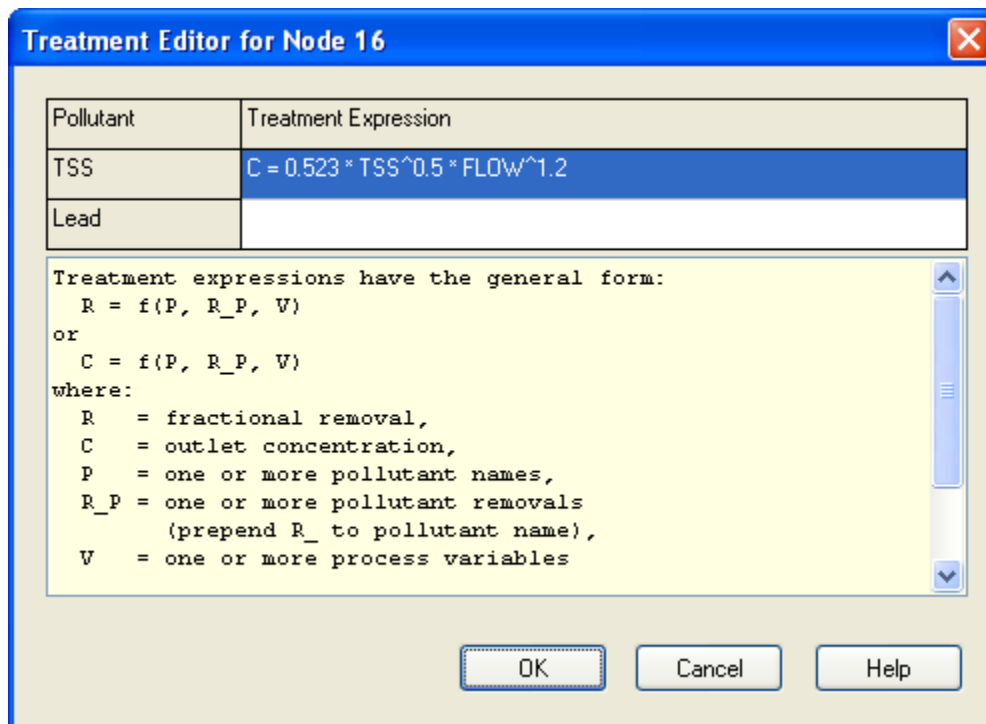 Treatment Editor for Node 16
Pollutant Treatment Expression
TSS C = 0.523 * TSS^0.5 * FLOW^1.2
Lead
Treatment expressions have the general form:
R = f(P, R_P, V)
or
C = f(P, R_P, V)
where:
R = fractional removal,
C = outlet concentration,
P = one or more pollutant names,
R_P = one or more pollutant removals
(prepend R_ to pollutant name),
V = one or more process variables
OK Cancel Help